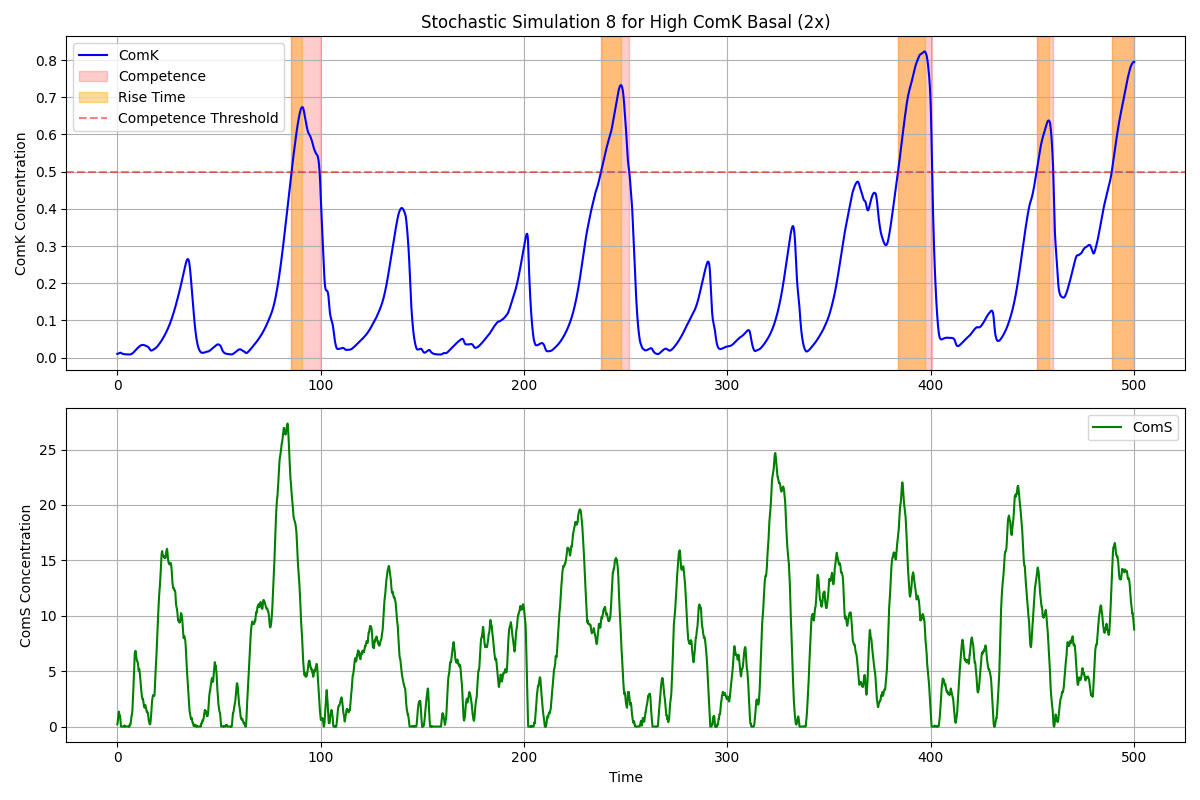 Stochastic Simulation 8 for High ComK Basal (2x)
ComK Concentration
0.8
0.7
0.6
0.5
0.4
0.3
0.2
0.1
0.0
ComK
Competence
Rise Time
Competence Threshold
0 100 200 300 400 500
ComS Concentration
25
20
15
10
5
0
ComS
0 100 200 300 400 500
Time